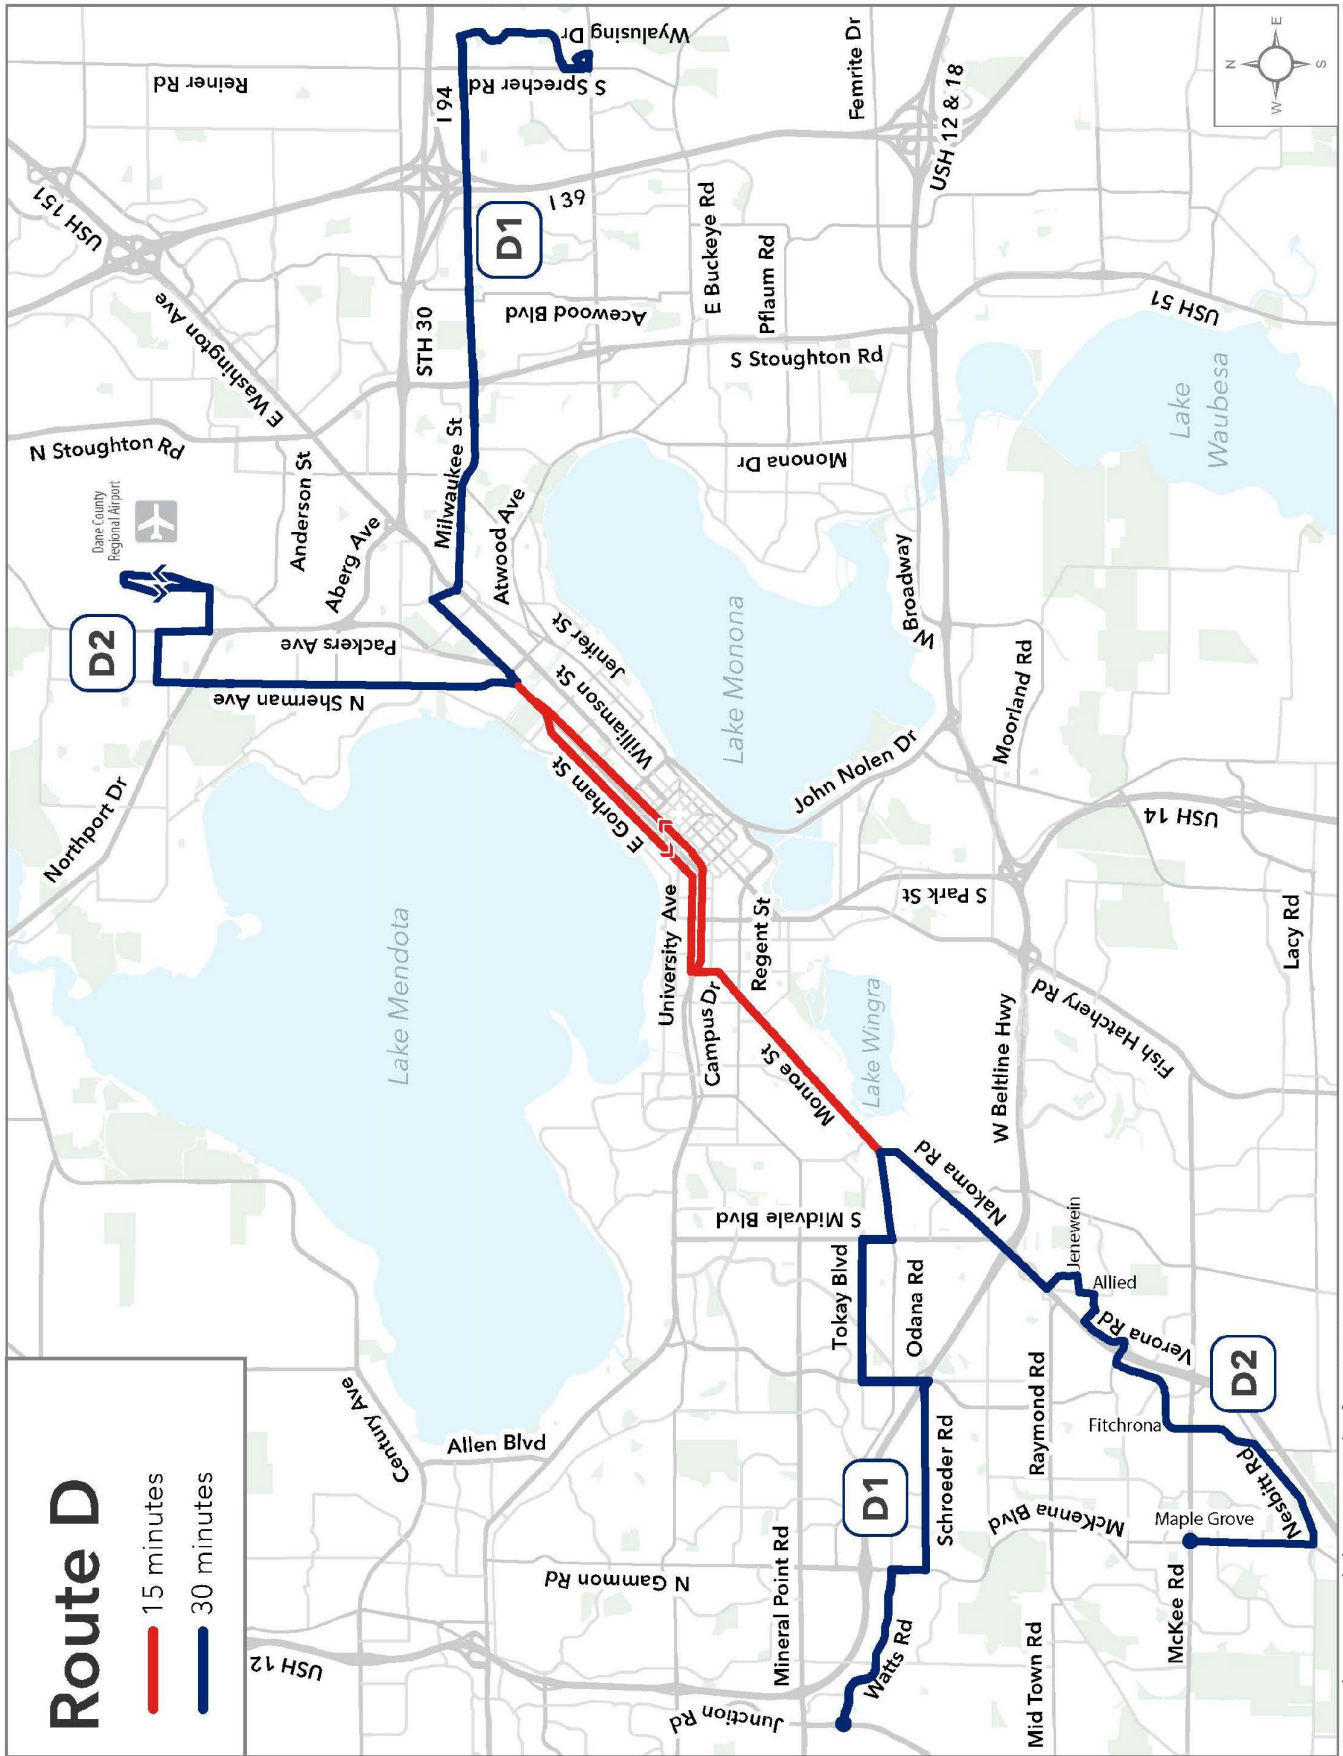 Route D
15 minutes
30 minutes
USH 12
Century Ave
Allen Blvd
N Gammon Rd
Junction Rd
Mineral Point Rd
Watts Rd
D1
Schroeder Rd
Tokay Blvd
Odana Rd
S Midvale Blvd
Mid Town Rd
McKee Rd
Maple Grove
McKenna Blvd
Raymond Rd
Fitchrona
Nesbitt Rd
D2
Verona Rd
Allied
Jenewein
Nakoma Rd
W Beltline Hwy
Fish Hatchery Rd
Lacy Rd
Monroe St
Lake Wingra
Campus Dr
University Ave
Regent St
S Park St
USH 14
Moorland Rd
John Nolen Dr
W Broadway
Lake Mendota
Lake Monona
E Gorham St
Williamson St
Jenifer St
Northport Dr
N Sherman Ave
Packers Ave
D2
Dane County
Regional Airport
Aberg Ave
Anderson St
N Stoughton Rd
E Washington Ave
USH 151
Reiner Rd
STH 30
Milwaukee St
Atwood Ave
Monona Dr
S Stoughton Rd
Acewood Blvd
D1
I 39
I 94
S Sprecher Rd
Wyalusing Dr
E Buckeye Rd
Pflaum Rd
Femrite Dr
USH 12 & 18
USH 51
Lake
Waubesa
N
W
E
S